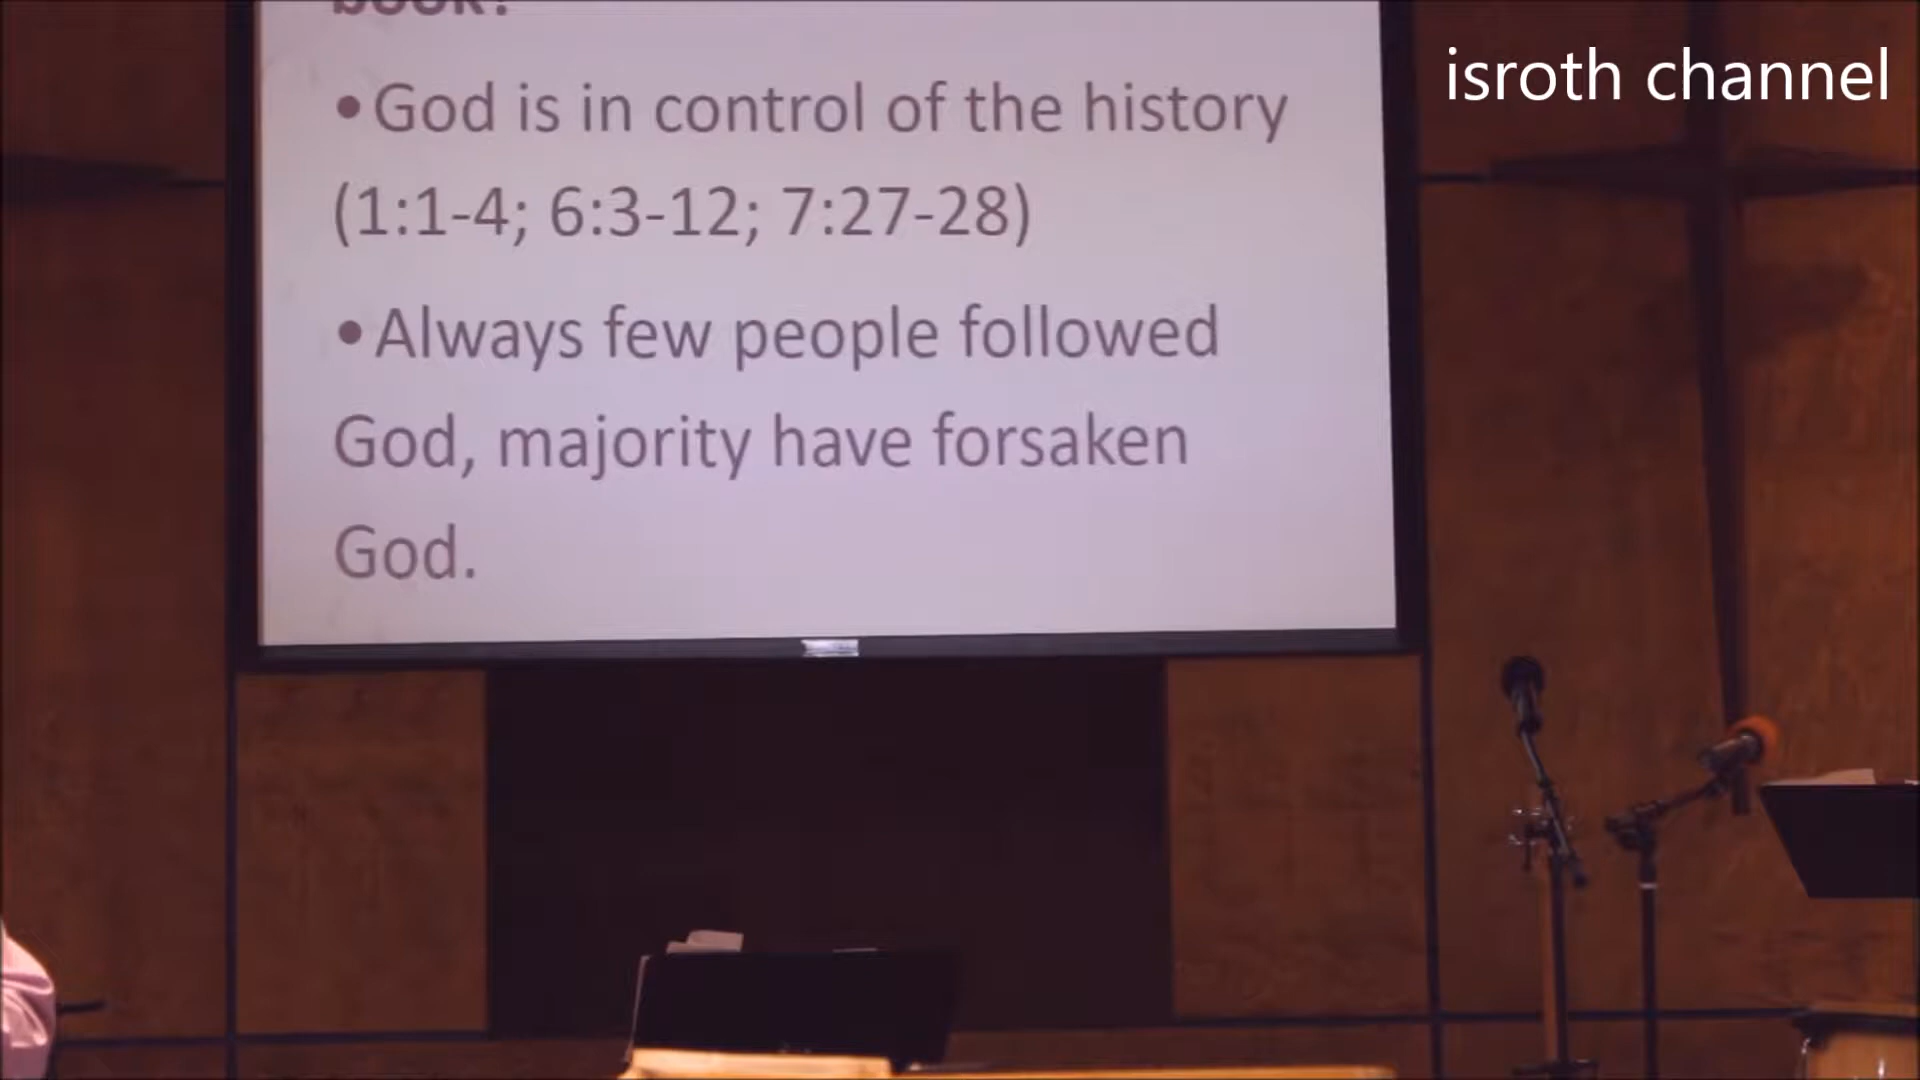 book?
isroth channel
•God is in control of the history
(1:1-4; 6:3-12; 7:27-28)
•Always few people followed
God, majority have forsaken
God.